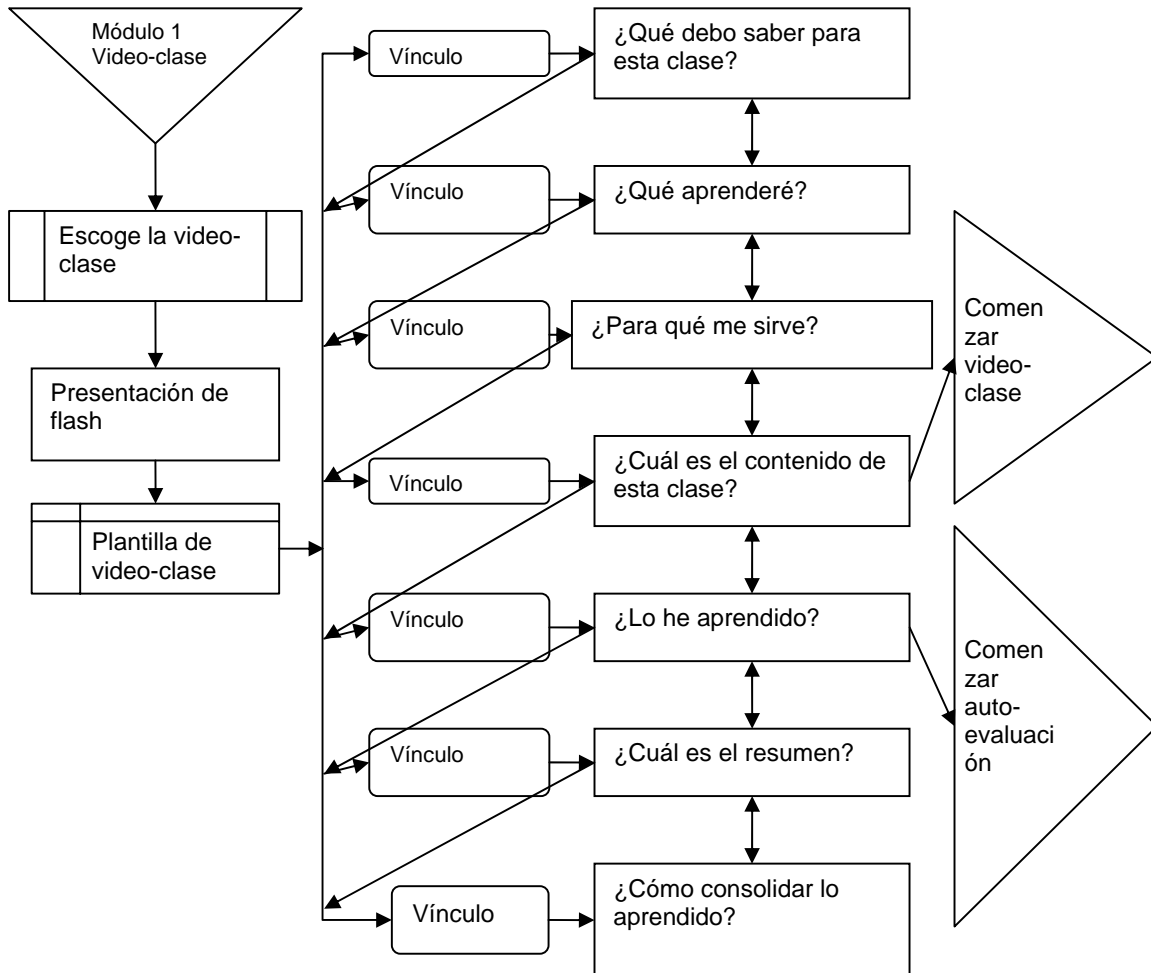 Módulo 1
Video-clase
Escoge la video-
clase
Presentación de
flash
Plantilla de
video-clase
Vínculo
¿Qué debo saber para
esta clase?
Vínculo
¿Qué aprenderé?
Vínculo
¿Para qué me sirve?
Vínculo
¿Cuál es el contenido de
esta clase?
Vínculo
¿Lo he aprendido?
Vínculo
¿Cuál es el resumen?
Vínculo
¿Cómo consolidar lo
aprendido?
Comen
zar
video-
clase
Comen
zar
auto-
evaluaci
ón